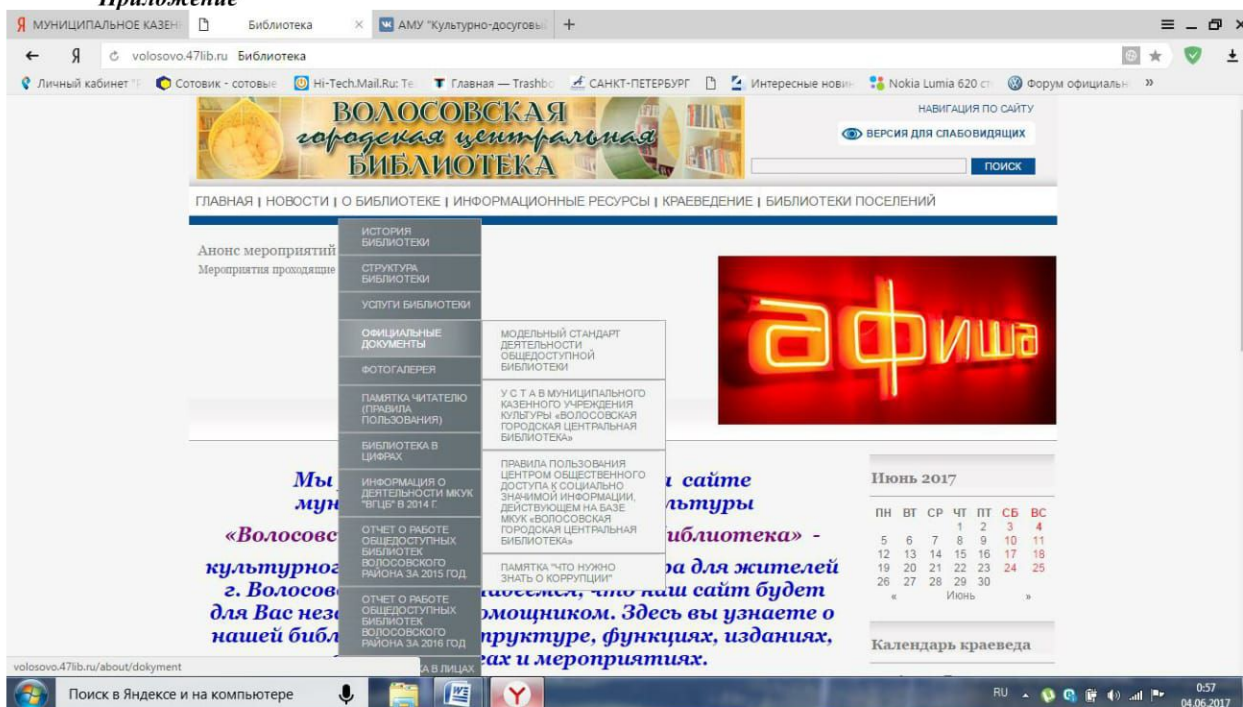 Приложение
МУНИЦИПАЛЬНОЕ КАЗЕН
Библиотека
АМУ "Культурно-досуговы
volosovo.47lib.ru Библиотека
Личный кабинет "Р
Сотовик - сотовые
Hi-Tech.Mail.Ru: Те
Главная — Trashbo
САНКТ-ПЕТЕРБУРГ
Интересные новин
Nokia Lumia 620 ст
Форум официальн
»
ВОЛОСОВСКАЯ
городская центральная
БИБЛИОТЕКА
НАВИГАЦИЯ ПО САЙТУ
ВЕРСИЯ ДЛЯ СЛАБОВИДЯЩИХ
ПОИСК
ГЛАВНАЯ | НОВОСТИ | О БИБЛИОТЕКЕ | ИНФОРМАЦИОННЫЕ РЕСУРСЫ | КРАЕВЕДЕНИЕ | БИБЛИОТЕКИ ПОСЕЛЕНИЙ
Анонс мероприятий
Мероприятия проходящие
ИСТОРИЯ
БИБЛИОТЕКИ
СТРУКТУРА
БИБЛИОТЕКИ
УСЛУГИ БИБЛИОТЕКИ
ОФИЦИАЛЬНЫЕ
ДОКУМЕНТЫ
ФОТОГАЛЕРЕЯ
ПАМЯТКА ЧИТАТЕЛЮ
(ПРАВИЛА
ПОЛЬЗОВАНИЯ)
БИБЛИОТЕКА В
ЦИФРАХ
ИНФОРМАЦИЯ О
ДЕЯТЕЛЬНОСТИ МКУК
"ВГЦБ" В 2014 Г.
ОТЧЕТ О РАБОТЕ
ОБЩЕДОСТУПНЫХ
БИБЛИОТЕК
ВОЛОСОВСКОГО
РАЙОНА ЗА 2015 ГОД
ОТЧЕТ О РАБОТЕ
ОБЩЕДОСТУПНЫХ
БИБЛИОТЕК
ВОЛОСОВСКОГО
РАЙОНА ЗА 2016 ГОД
КА В ЛИЦАХ
МОДЕЛЬНЫЙ СТАНДАРТ
ДЕЯТЕЛЬНОСТИ
ОБЩЕДОСТУПНОЙ
БИБЛИОТЕКИ
У С Т А В МУНИЦИПАЛЬНОГО
КАЗЕННОГО УЧРЕЖДЕНИЯ
КУЛЬТУРЫ «ВОЛОСОВСКАЯ
ГОРОДСКАЯ ЦЕНТРАЛЬНАЯ
БИБЛИОТЕКА»
ПРАВИЛА ПОЛЬЗОВАНИЯ
ЦЕНТРОМ ОБЩЕСТВЕННОГО
ДОСТУПА К СОЦИАЛЬНО
ЗНАЧИМОЙ ИНФОРМАЦИИ,
ДЕЙСТВУЮЩЕМ НА БАЗЕ
МКУК «ВОЛОСОВСКАЯ
ГОРОДСКАЯ ЦЕНТРАЛЬНАЯ
БИБЛИОТЕКА»
ПАМЯТКА "ЧТО НУЖНО
ЗНАТЬ О КОРРУПЦИИ"
афиша
Мы сайте
мун льтуры
«Волосовс иблиотека» -
культурног ра для жителей
г. Волосов что наш сайт будет
для Вас неза омощником. Здесь вы узнаете о
нашей библ труктуре, функциях, изданиях,
ах и мероприятиях.
Июнь 2017
ПН ВТ СР ЧТ ПТ СБ ВС
1 2 3 4
5 6 7 8 9 10 11
12 13 14 15 16 17 18
19 20 21 22 23 24 25
26 27 28 29 30
« Июнь »
Календарь краеведа
volosovo.47lib.ru/about/dokyment
Поиск в Яндексе и на компьютере
RU
0:57
04.06.2017